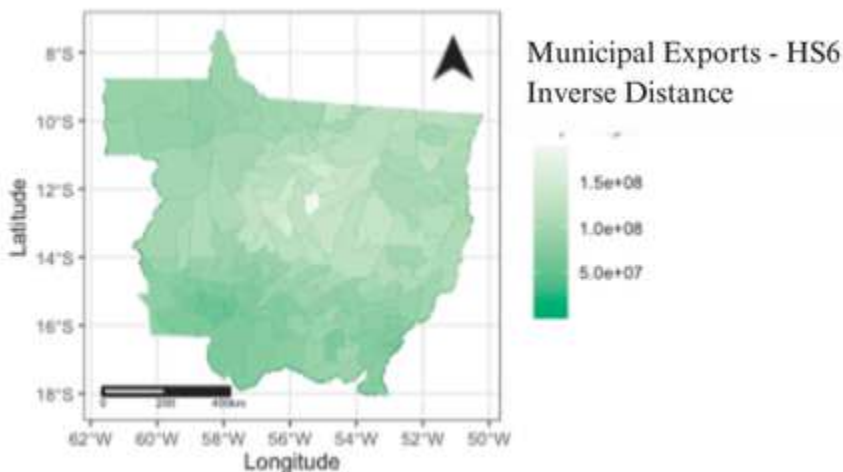 Municipal Exports - HS6
Inverse Distance
1.5e+08
1.0e+08
5.0e+07
Latitude
8°S
10°S
12°S
14°S
16°S
18°S
0 200 400km
62°W 60°W 58°W 56°W 54°W 52°W 50°W
Longitude